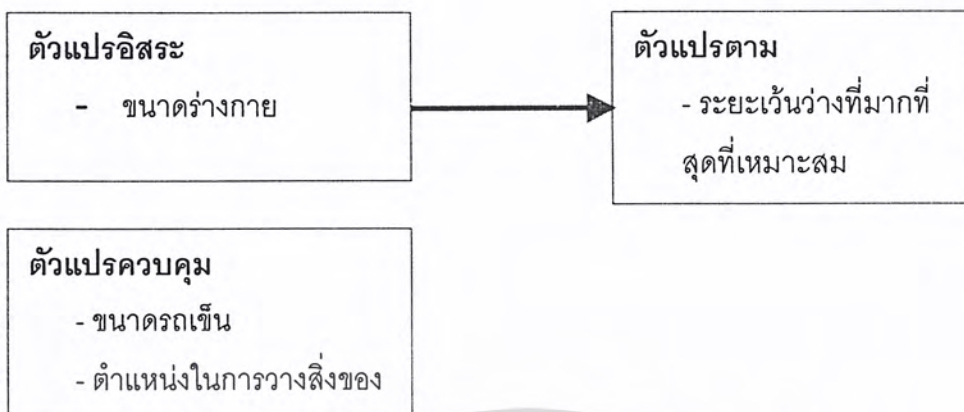 ตัวแปรอิสระ
- ขนาดร่างกาย
ตัวแปรตาม
- ระยะเว้นว่างที่มากที่
สุดที่เหมาะสม
ตัวแปรควบคุม
- ขนาดรถเข็น
- ตำแหน่งในการวางสิ่งของ